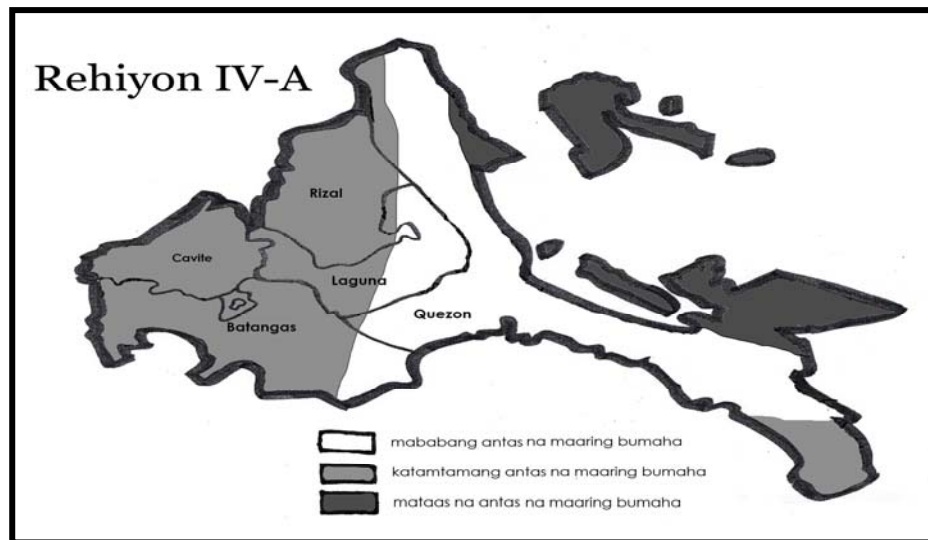 Rehiyon IV-A
Rizal
Cavite
Laguna
Quezon
Batangas
mababang antas na maaring bumaha
katamtamang antas na maaring bumaha
mataas na antas na maaring bumaha